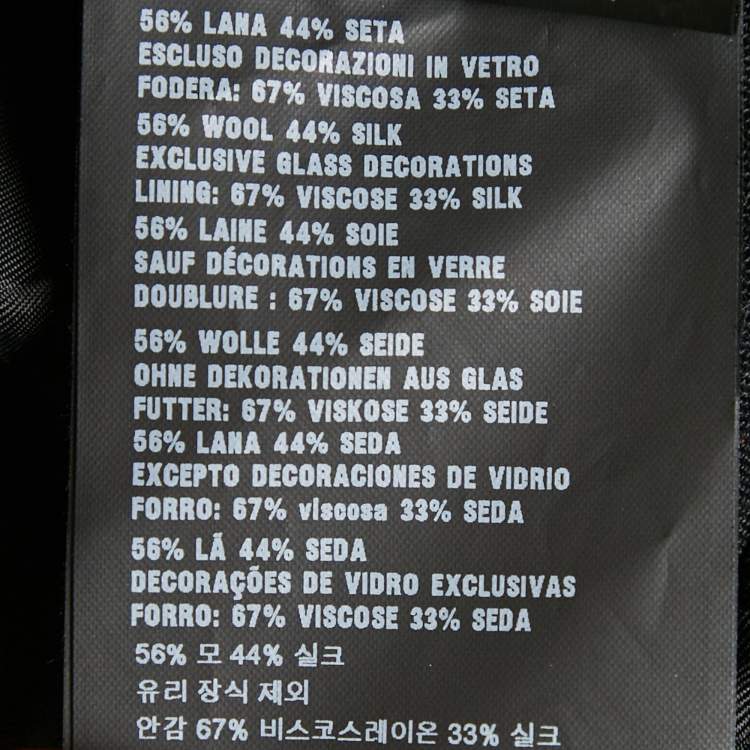 56% LANA 44% SETA
ESCLUSO DECORAZIONI IN VETRO
FODERA: 67% VISCOSA 33% SETA
56% WOOL 44% SILK
EXCLUSIVE GLASS DECORATIONS
LINING: 67% VISCOSE 33% SILK
56% LAINE 44% SOIE
SAUF DÉCORATIONS EN VERRE
DOUBLURE : 67% VISCOSE 33% SOIE
56% WOLLE 44% SEIDE
OHNE DEKORATIONEN AUS GLAS
FUTTER: 67% VISKOSE 33% SEIDE
56% LANA 44% SEDA
EXCEPTO DECORACIONES DE VIDRIO
FORRO: 67% viscosa 33% SEDA
56% LÃ 44% SEDA
DECORAÇÕES DE VIDRO EXCLUSIVAS
FORRO: 67% VISCOSE 33% SEDA
56% 모 44% 실크
유리 장식 제외
안감 67% 비스코스레이온 33% 실크